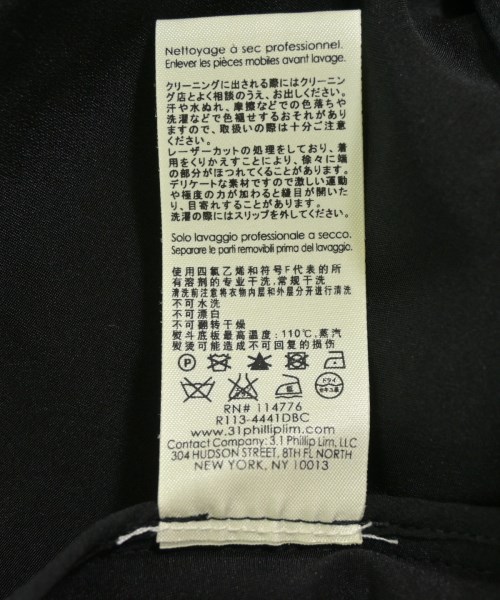 Nettoyage à sec professionnel.
Enlever les pièces mobiles avant lavage.
クリーニングに出される際にはクリーニン
グ店とよく相談のうえ、お出しください。
汗や水ぬれ、摩擦などでの色落ちや
洗濯などで色褪せするおそれがあり
ますので、取扱いの際は十分ご注意
ください。
レーザーカットの処理をしており、着
用をくりかえすことにより、徐々に端
の部分がほつれてくることがあります。
デリケートな素材ですので激しい運動
や極度の力が加わると縫目が開いた
り、目寄れすることがあります。
洗濯の際にはスリップを外してください。
Solo lavaggio professionale a secco.
Separare le parti removibili prima del lavaggio.
使用四氯乙烯和符号F代表的所
有溶剂的专业干洗,常规干洗
清洗前注意将衣物内层和外层分开进行清洗
不可水洗
不可漂白
不可翻转干燥
熨斗底板最高温度:110℃,蒸汽
熨烫可能造成不可回复的损伤
P
ドライ
セキユ系
RN# 114776
R113-4441DBC
www.31philliplim.com
Contact Company: 3.1 Phillip Lim, LLC
304 HUDSON STREET, 8TH FL NORTH
NEW YORK, NY 10013